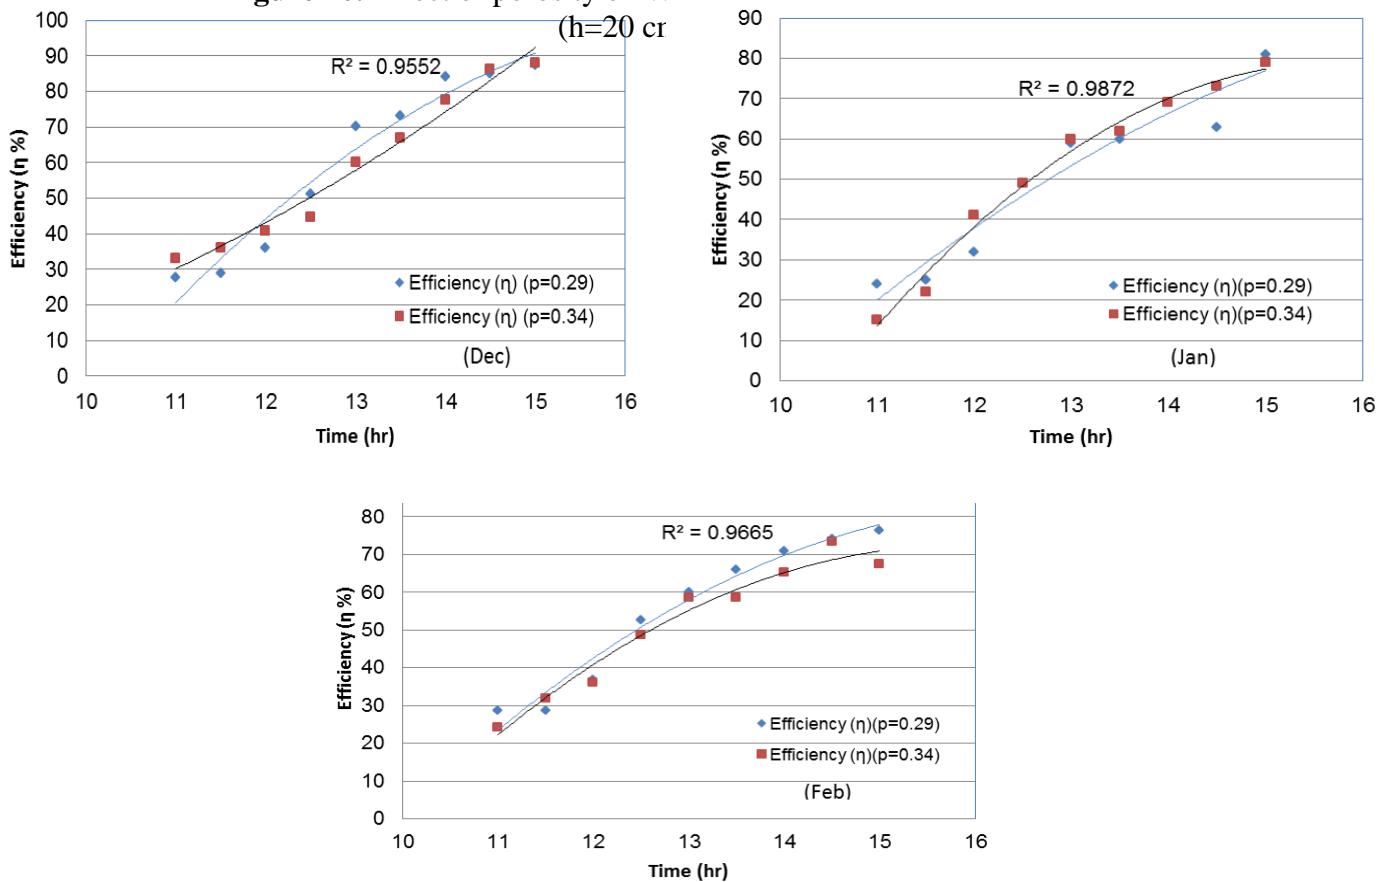 (h=20 cm
100
90
80
70
60
50
40
30
20
10
0
Efficiency (η %)
R² = 0.9552
Efficiency (η) (p=0.29)
Efficiency (η) (p=0.34)
(Dec)
10 11 12 13 14 15 16
Time (hr)
90
80
70
60
50
40
30
20
10
0
Efficiency (η %)
R² = 0.9872
Efficiency (η)(p=0.29)
Efficiency (η)(p=0.34)
(Jan)
10 11 12 13 14 15 16
Time (hr)
80
70
60
50
40
30
20
10
0
Efficiency (η %)
R² = 0.9665
Efficiency (η)(p=0.29)
Efficiency (η)(p=0.34)
(Feb)
10 11 12 13 14 15 16
Time (hr)